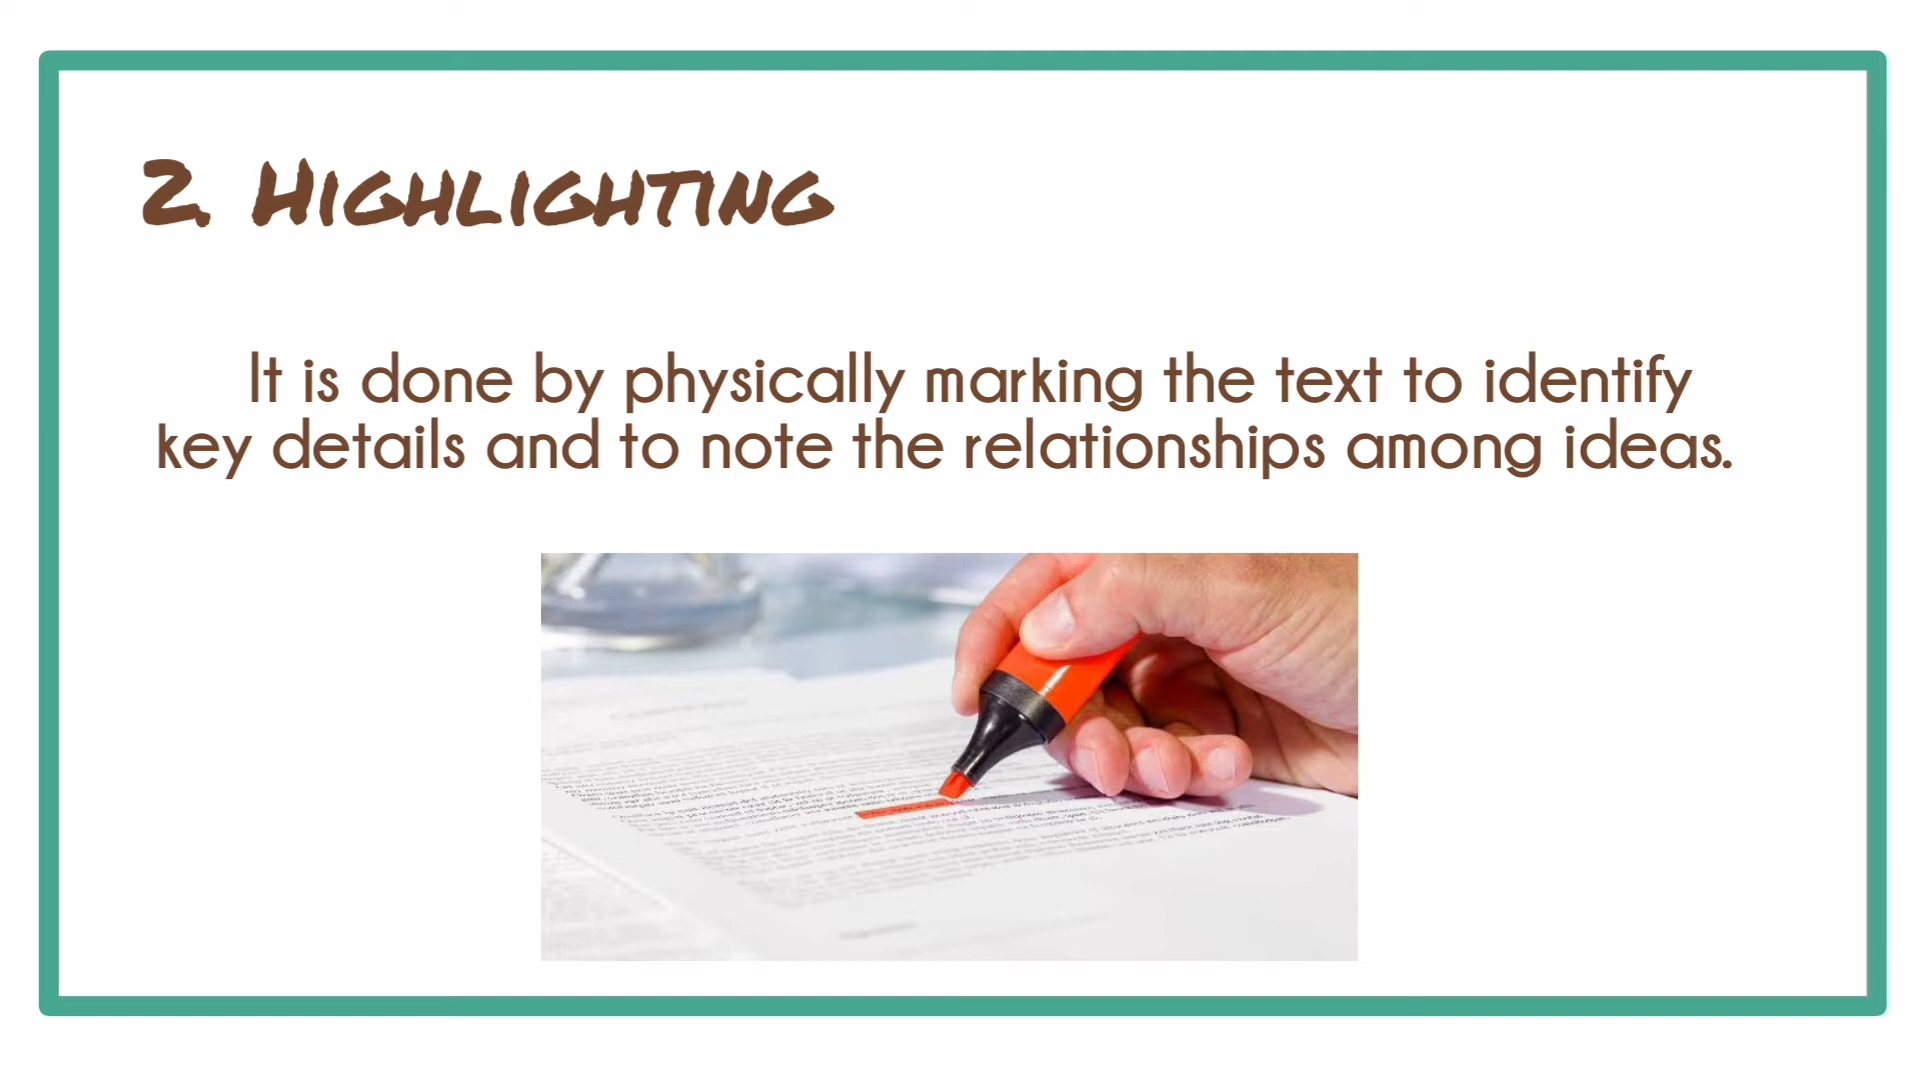 2. Highlighting
It is done by physically marking the text to identify
key details and to note the relationships among ideas.